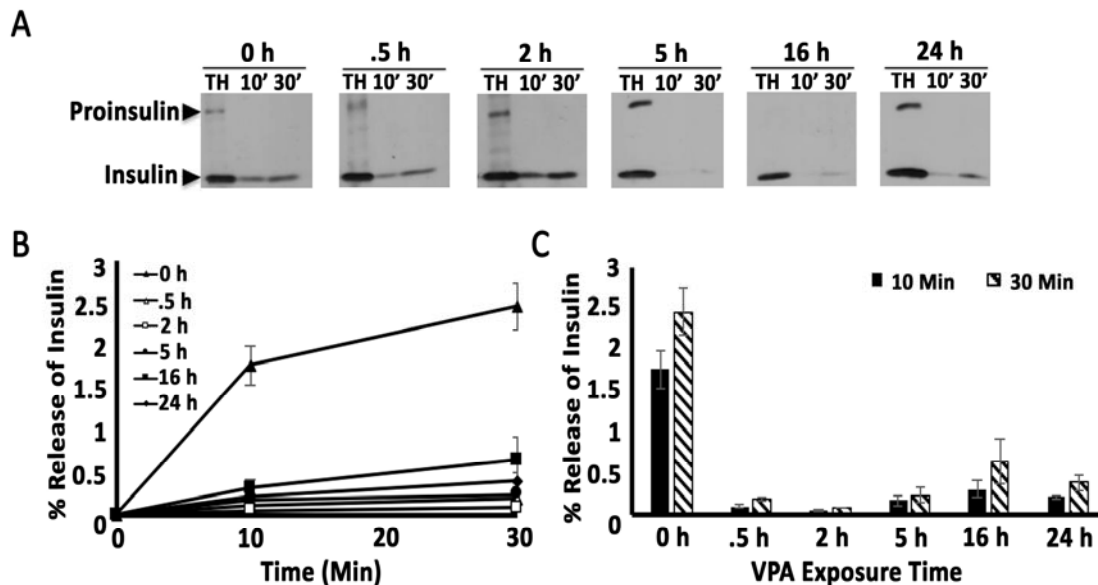 A
0 h .5 h 2 h 5 h 16 h 24 h
TH 10’ 30’ TH 10’ 30’ TH 10’ 30’ TH 10’ 30’ TH 10’ 30’ TH 10’ 30’
Proinsulin
Insulin
B
% Release of Insulin
3
2.5
2
1.5
1
0.5
0
0 h
.5 h
2 h
5 h
16 h
24 h
0 10 20 30
Time (Min)
C
% Release of Insulin
3
2.5
2
1.5
1
0.5
0
10 Min 30 Min
0 h .5 h 2 h 5 h 16 h 24 h
VPA Exposure Time